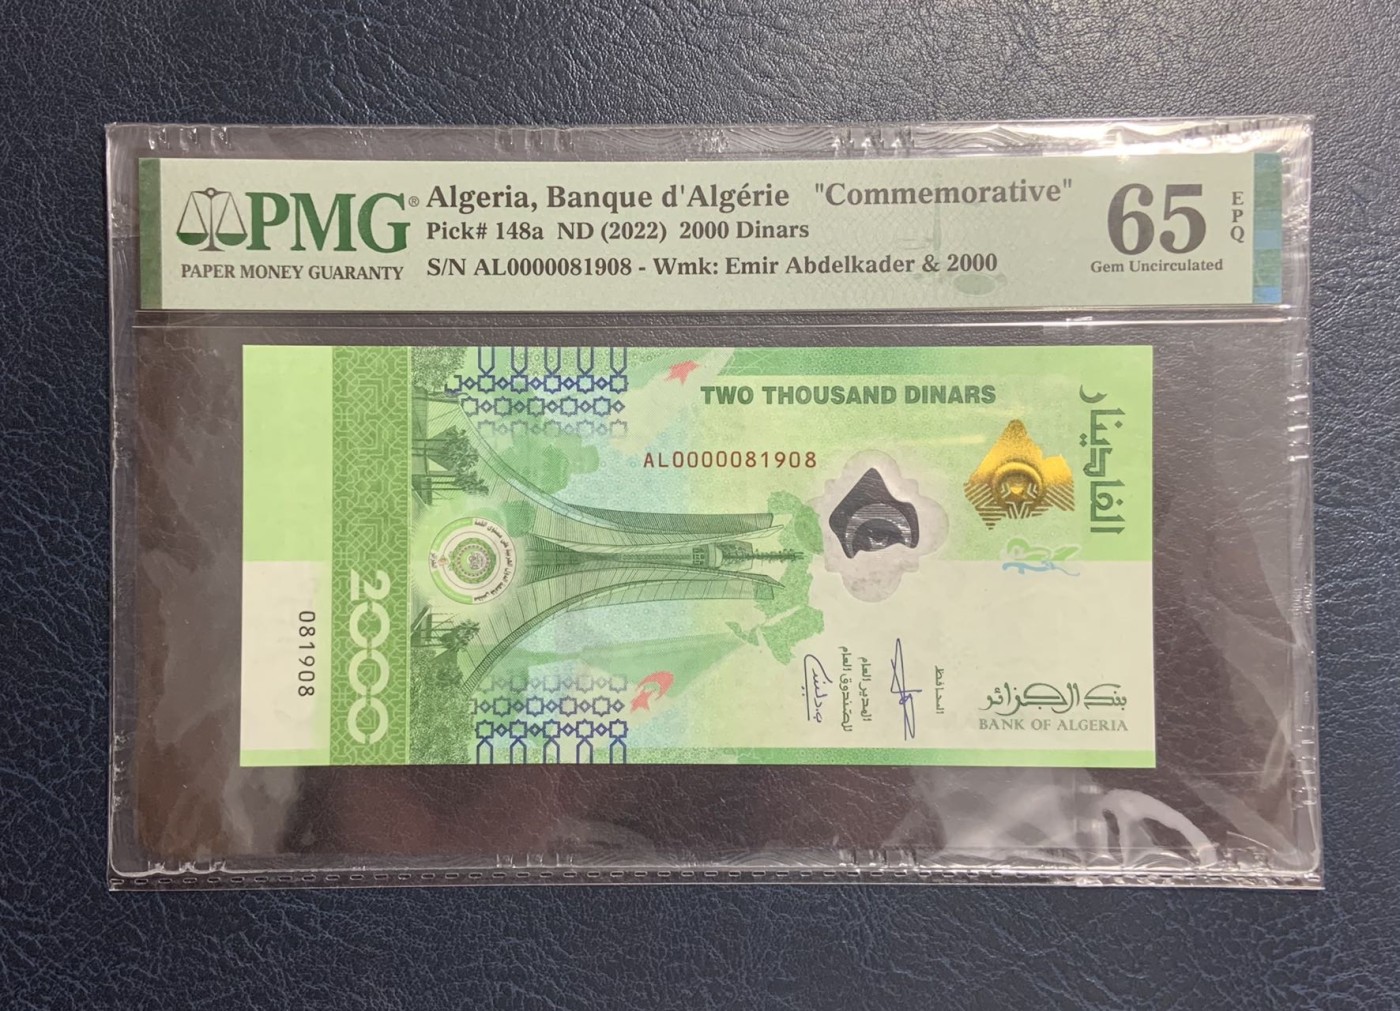 PMG®
PAPER MONEY GUARANTY
Algeria, Banque d'Algérie "Commemorative"
Pick# 148a ND (2022) 2000 Dinars
S/N AL0000081908 - Wmk: Emir Abdelkader & 2000
65
Gem Uncirculated
EPQ
TWO THOUSAND DINARS
AL0000081908
ألفا دينار
2000
081908
المحافظ
المدير العام
للصندوق العام
بنك الجزائر
BANK OF ALGERIA